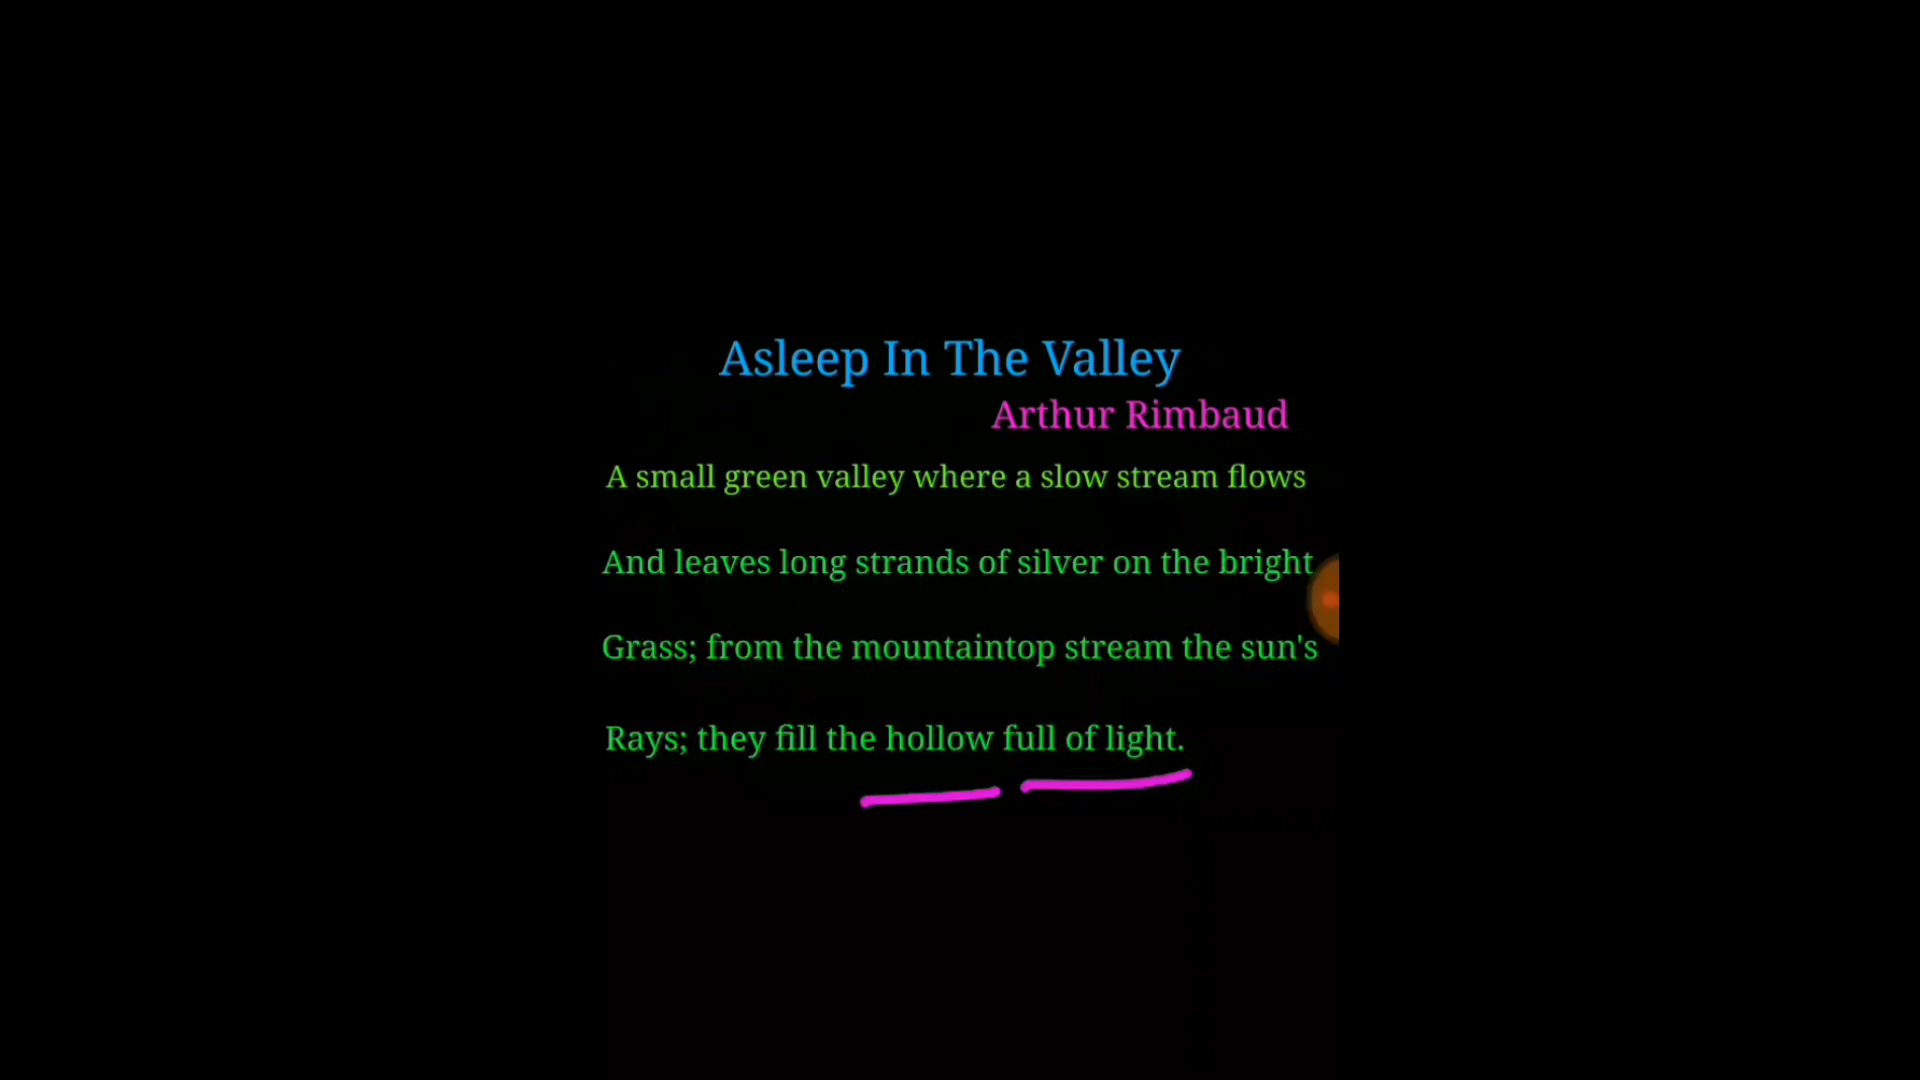 Asleep In The Valley
Arthur Rimbaud
A small green valley where a slow stream flows
And leaves long strands of silver on the bright
Grass; from the mountaintop stream the sun's
Rays; they fill the hollow full of light.